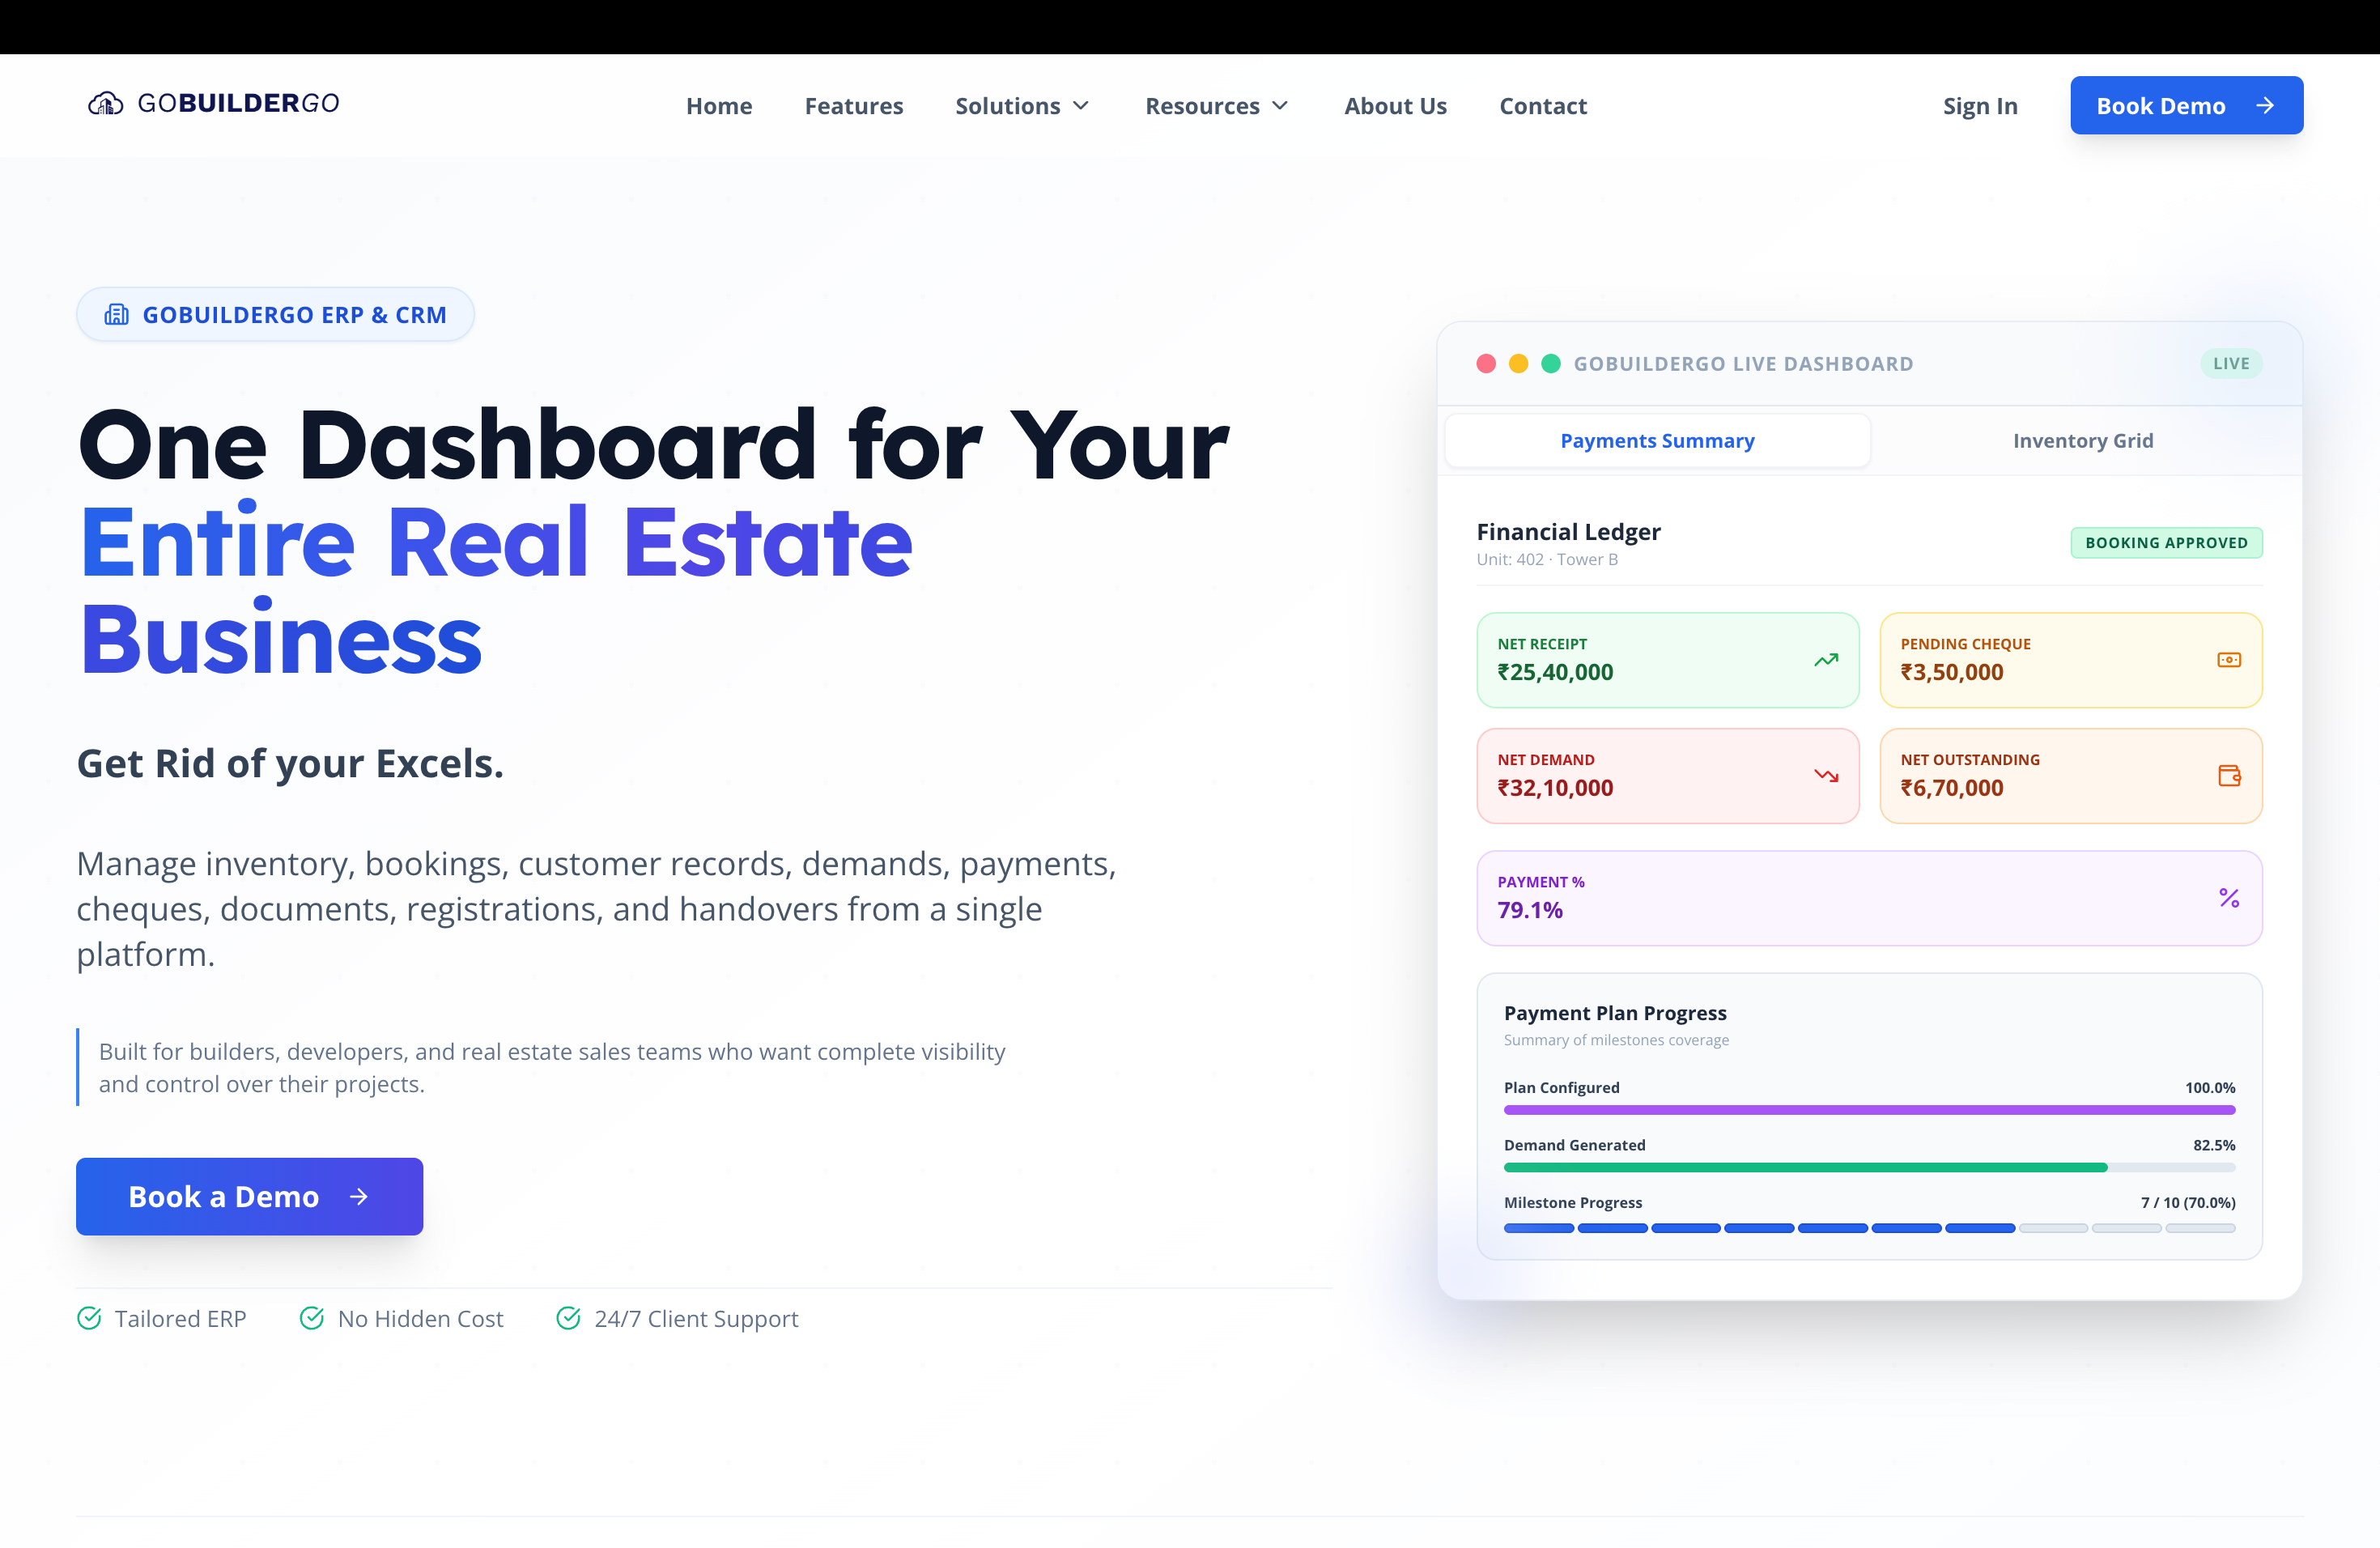 GOBUILDERGO
Home
Features
Solutions
Resources
About Us
Contact
Sign In
Book Demo
GOBUILDERGO ERP & CRM
One Dashboard for Your
Entire Real Estate
Business
Get Rid of your Excels.
Manage inventory, bookings, customer records, demands, payments,
cheques, documents, registrations, and handovers from a single
platform.
Built for builders, developers, and real estate sales teams who want complete visibility
and control over their projects.
Book a Demo
Tailored ERP
No Hidden Cost
24/7 Client Support
GOBUILDERGO LIVE DASHBOARD
LIVE
Payments Summary
Inventory Grid
Financial Ledger
Unit: 402 · Tower B
BOOKING APPROVED
NET RECEIPT
₹25,40,000
PENDING CHEQUE
₹3,50,000
NET DEMAND
₹32,10,000
NET OUTSTANDING
₹6,70,000
PAYMENT %
79.1%
Payment Plan Progress
Summary of milestones coverage
Plan Configured
100.0%
Demand Generated
82.5%
Milestone Progress
7 / 10 (70.0%)